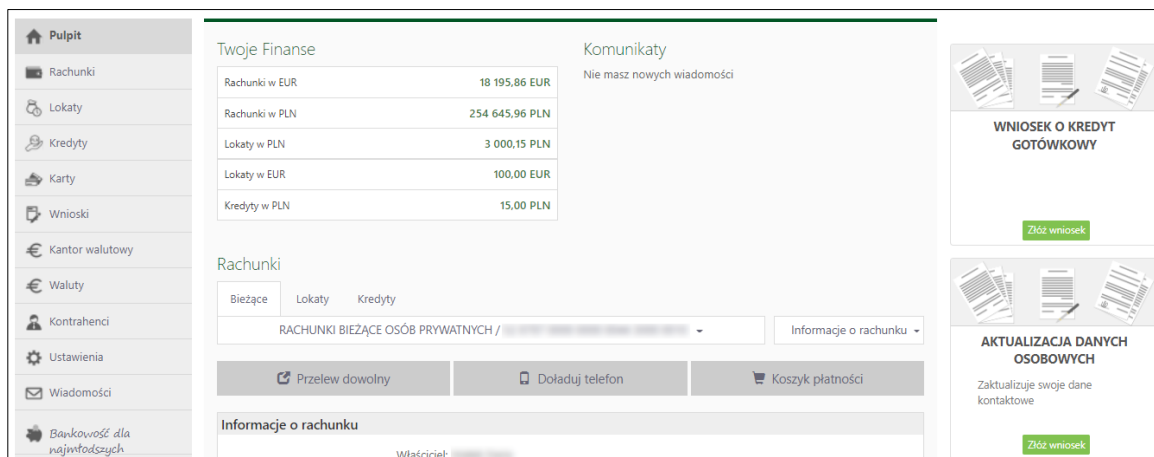 Pulpit
Rachunki
Lokaty
Kredyty
Karty
Wnioski
Kantor walutowy
Waluty
Kontrahenci
Ustawienia
Wiadomości
Bankowość dla
najmłodszych
Twoje Finanse
Rachunki w EUR 18 195,86 EUR
Rachunki w PLN 254 645,96 PLN
Lokaty w PLN 3 000,15 PLN
Lokaty w EUR 100,00 EUR
Kredyty w PLN 15,00 PLN
Komunikaty
Nie masz nowych wiadomości
Rachunki
Bieżące Lokaty Kredyty
RACHUNKI BIEŻĄCE OSÓB PRYWATNYCH /
Informacje o rachunku
Przelew dowolny Doładuj telefon Koszyk płatności
Informacje o rachunku
Właściciel:
WNIOSEK O KREDYT
GOTÓWKOWY
Złóż wniosek
AKTUALIZACJA DANYCH
OSOBOWYCH
Zaktualizuje swoje dane
kontaktowe
Złóż wniosek